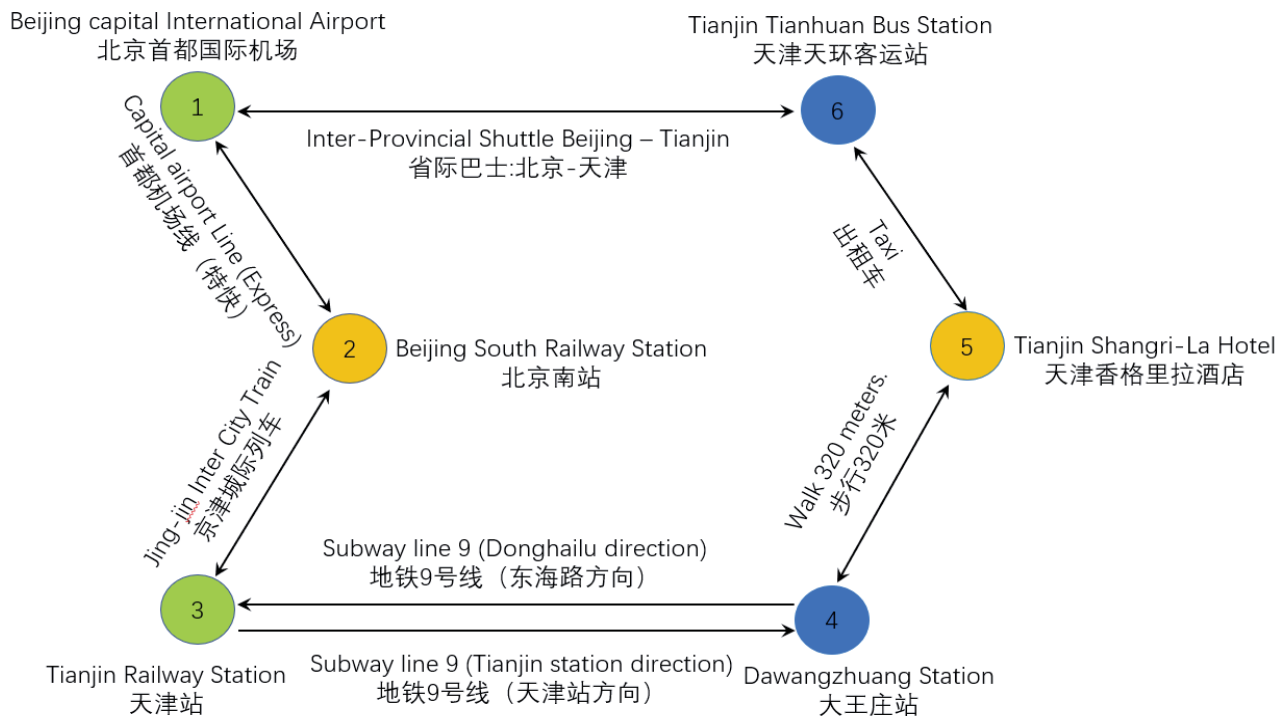 Beijing capital International Airport
北京首都国际机场
1
Tianjin Tianhuan Bus Station
天津天环客运站
6
Inter-Provincial Shuttle Beijing – Tianjin
省际巴士:北京-天津
Capital airport Line (Express)
首都机场线（特快）
Taxi
出租车
2
Beijing South Railway Station
北京南站
5
Tianjin Shangri-La Hotel
天津香格里拉酒店
Jing-jin Inter City Train
京津城际列车
Walk 320 meters.
步行320米
Subway line 9 (Donghailu direction)
地铁9号线（东海路方向）
3
4
Subway line 9 (Tianjin station direction)
地铁9号线（天津站方向）
Tianjin Railway Station
天津站
Dawangzhuang Station
大王庄站